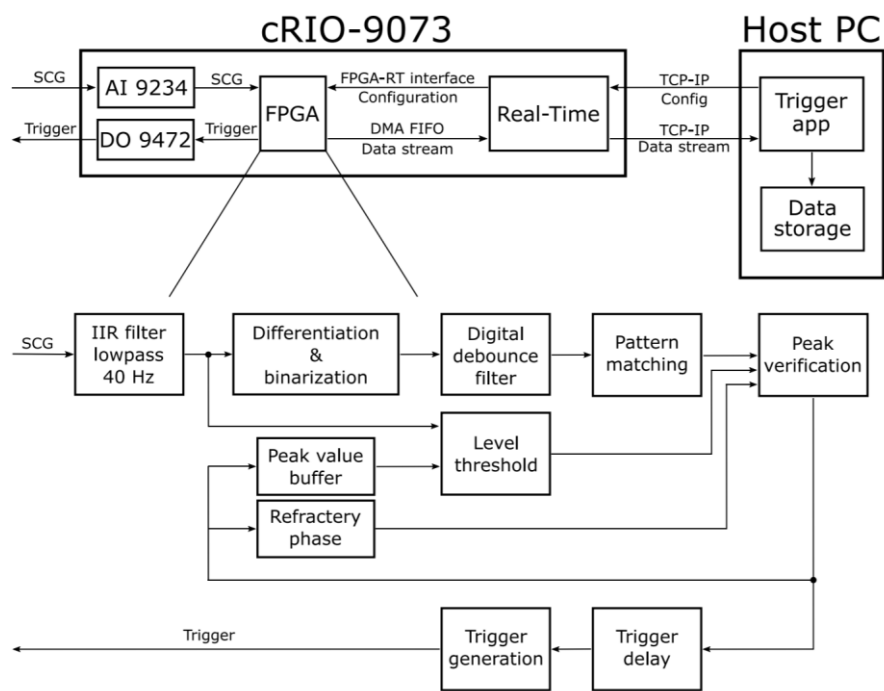 cRIO-9073
Host PC
SCG
AI 9234
SCG
FPGA
FPGA-RT interface
Configuration
Real-Time
TCP-IP
Config
Trigger
app
Trigger
DO 9472
Trigger
DMA FIFO
Data stream
TCP-IP
Data stream
Data
storage
SCG
IIR filter
lowpass
40 Hz
Differentiation
&
binarization
Digital
debounce
filter
Pattern
matching
Peak
verification
Level
threshold
Peak value
buffer
Refractery
phase
Trigger
Trigger
generation
Trigger
delay